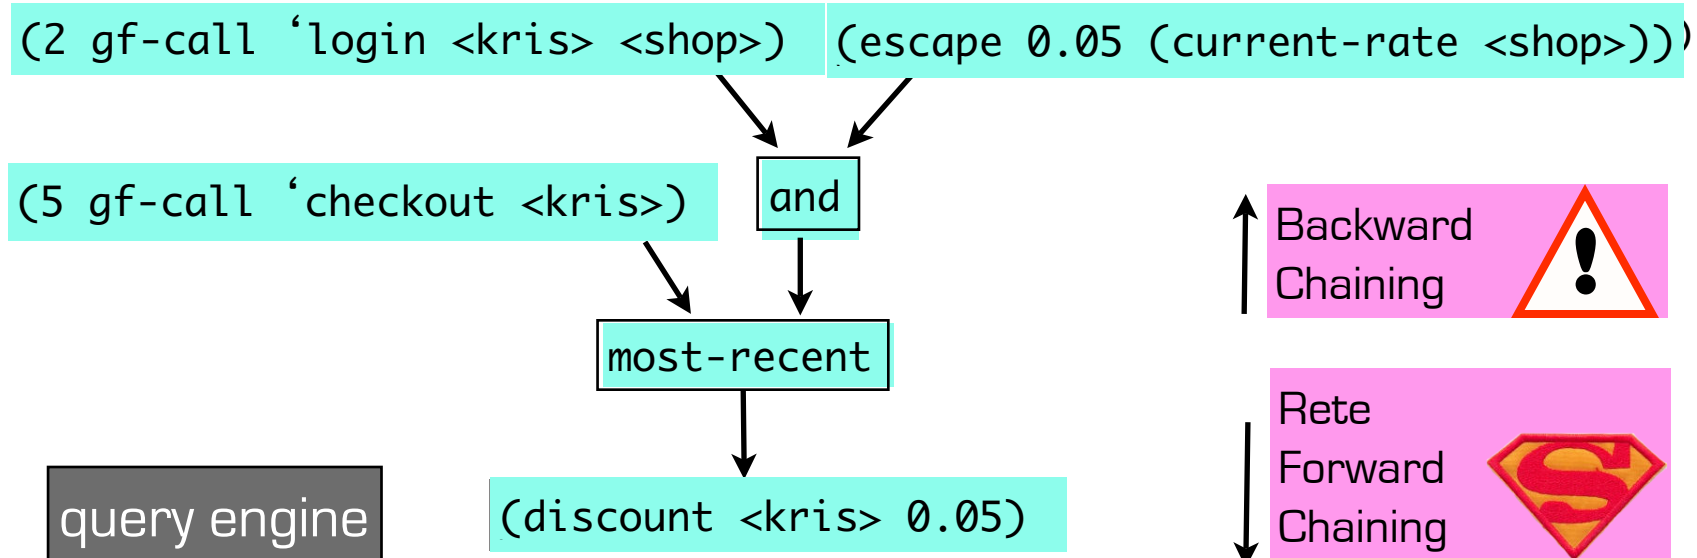 (2 gf-call ‘login <kris> <shop>)
(escape 0.05 (current-rate <shop>)))
(5 gf-call ‘checkout <kris>)
and
most-recent
(discount <kris> 0.05)
query engine
Backward
Chaining
!
Rete
Forward
Chaining
S